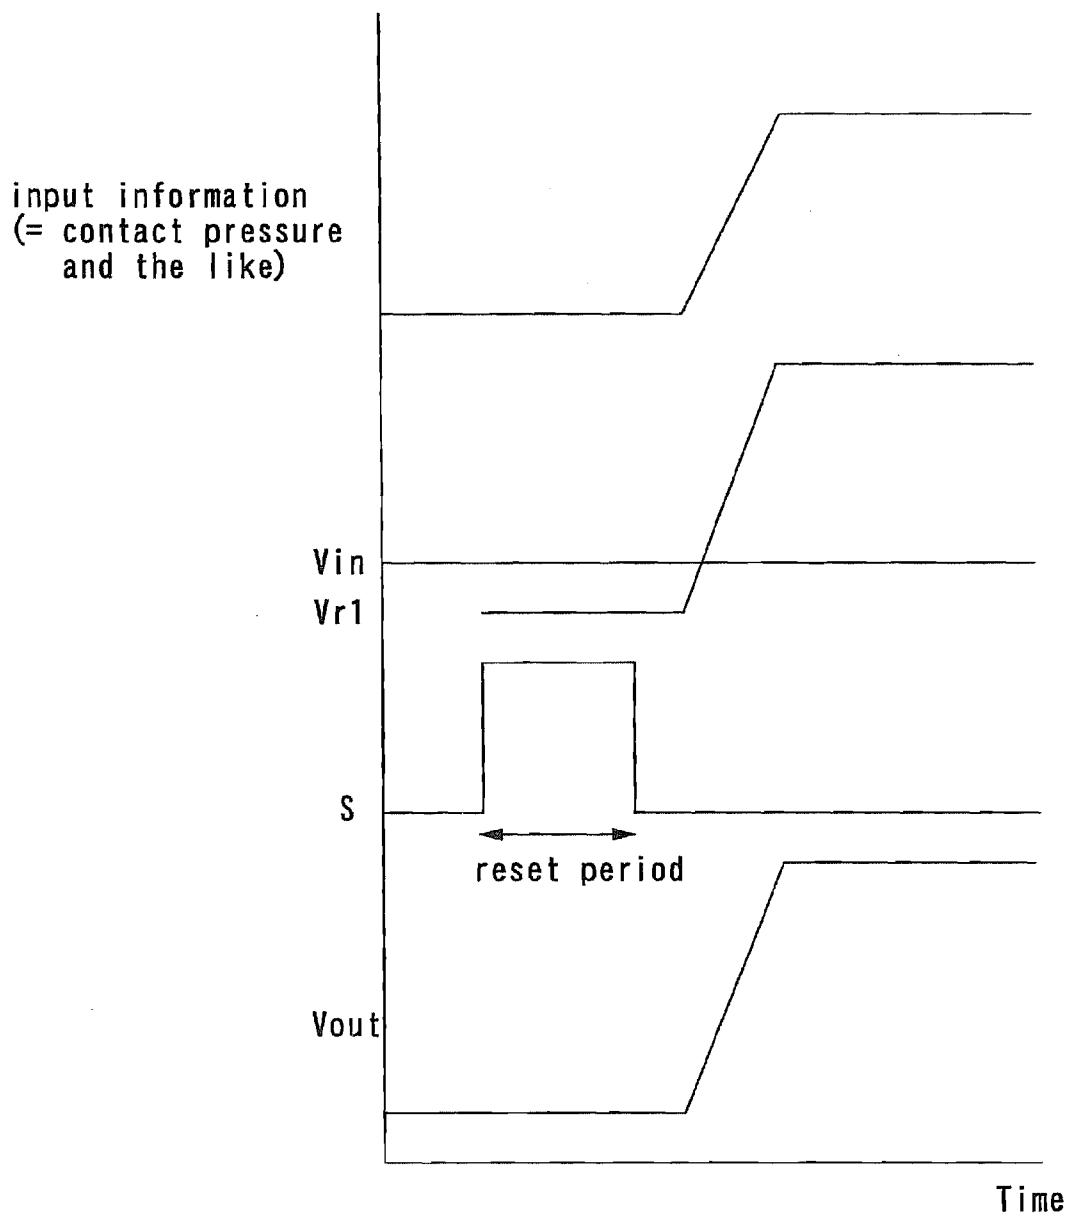 input information
(= contact pressure
and the like)
Vin
Vr1
S
reset period
Vout
Time